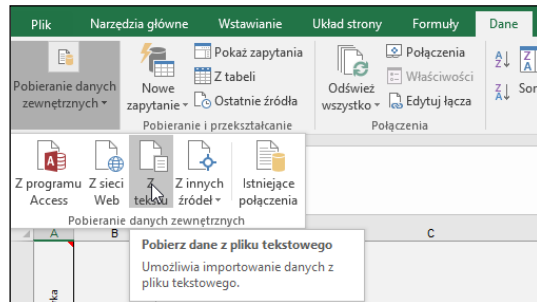 Plik Narzędzia główne Wstawianie Układ strony Formuły Dane
Pobieranie danych zewnętrznych
Nowe zapytanie
Pokaż zapytania
Z tabeli
Ostatnie źródła
Pobieranie i przekształcanie
Odśwież wszystko
Połączenia
Właściwości
Edytuj łącza
Połączenia
A
Z
Z
A
Z
A
Sor
Z programu Access
Z sieci Web
Z tekstu
Z innych źródeł
Istniejące połączenia
Pobieranie danych zewnętrznych
A B C
Pobierz dane z pliku tekstowego
Umożliwia importowanie danych z
pliku tekstowego.